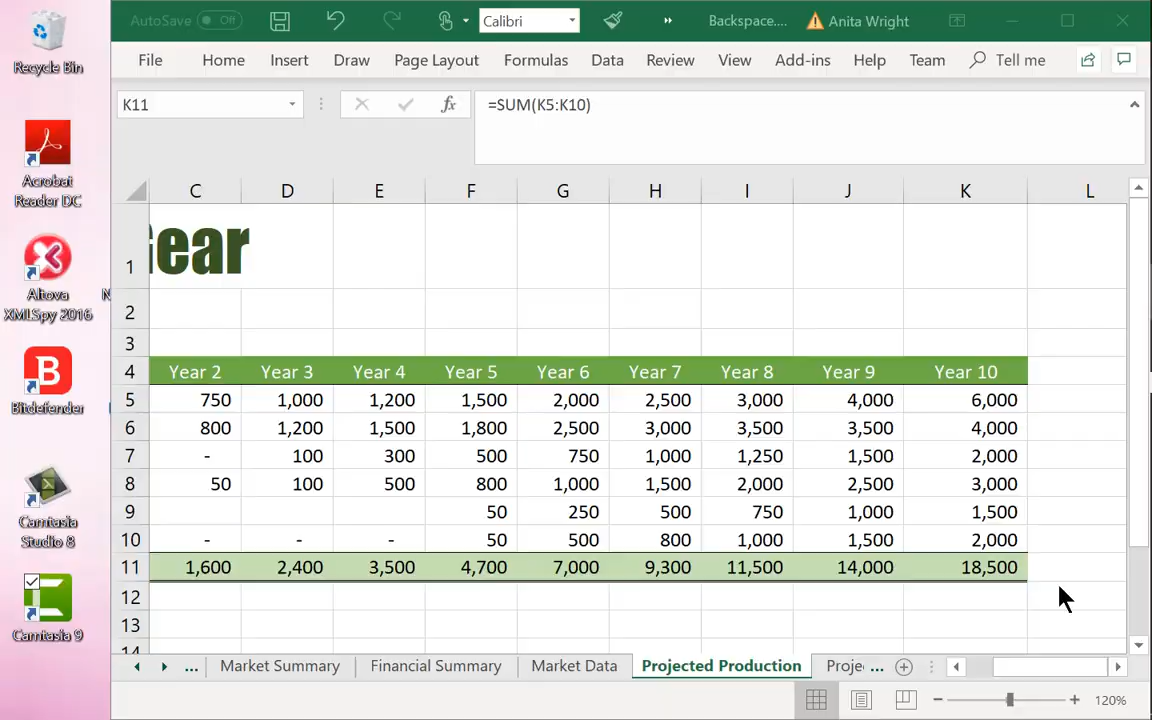 AutoSave Off Calibri Backspace.... Anita Wright
File Home Insert Draw Page Layout Formulas Data Review View Add-ins Help Team Tell me
K11 fx =SUM(K5:K10)
C D E F G H I J K L
1 Gear
2
3
4 Year 2 Year 3 Year 4 Year 5 Year 6 Year 7 Year 8 Year 9 Year 10
5 750 1,000 1,200 1,500 2,000 2,500 3,000 4,000 6,000
6 800 1,200 1,500 1,800 2,500 3,000 3,500 3,500 4,000
7 - 100 300 500 750 1,000 1,250 1,500 2,000
8 50 100 500 800 1,000 1,500 2,000 2,500 3,000
9 50 250 500 750 1,000 1,500
10 - - - 50 500 800 1,000 1,500 2,000
11 1,600 2,400 3,500 4,700 7,000 9,300 11,500 14,000 18,500
12
13
14
... Market Summary Financial Summary Market Data Projected Production Proje ...
120%
Recycle Bin
Acrobat
Reader DC
Altova
XMLSpy 2016
N
Bitdefender
Camtasia
Studio 8
Camtasia 9